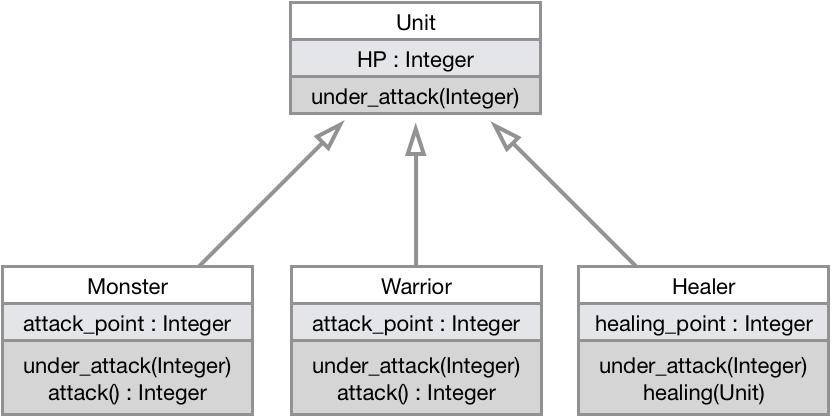 Unit
HP : Integer
under_attack(Integer)
Monster
attack_point : Integer
under_attack(Integer)
attack() : Integer
Warrior
attack_point : Integer
under_attack(Integer)
attack() : Integer
Healer
healing_point : Integer
under_attack(Integer)
healing(Unit)